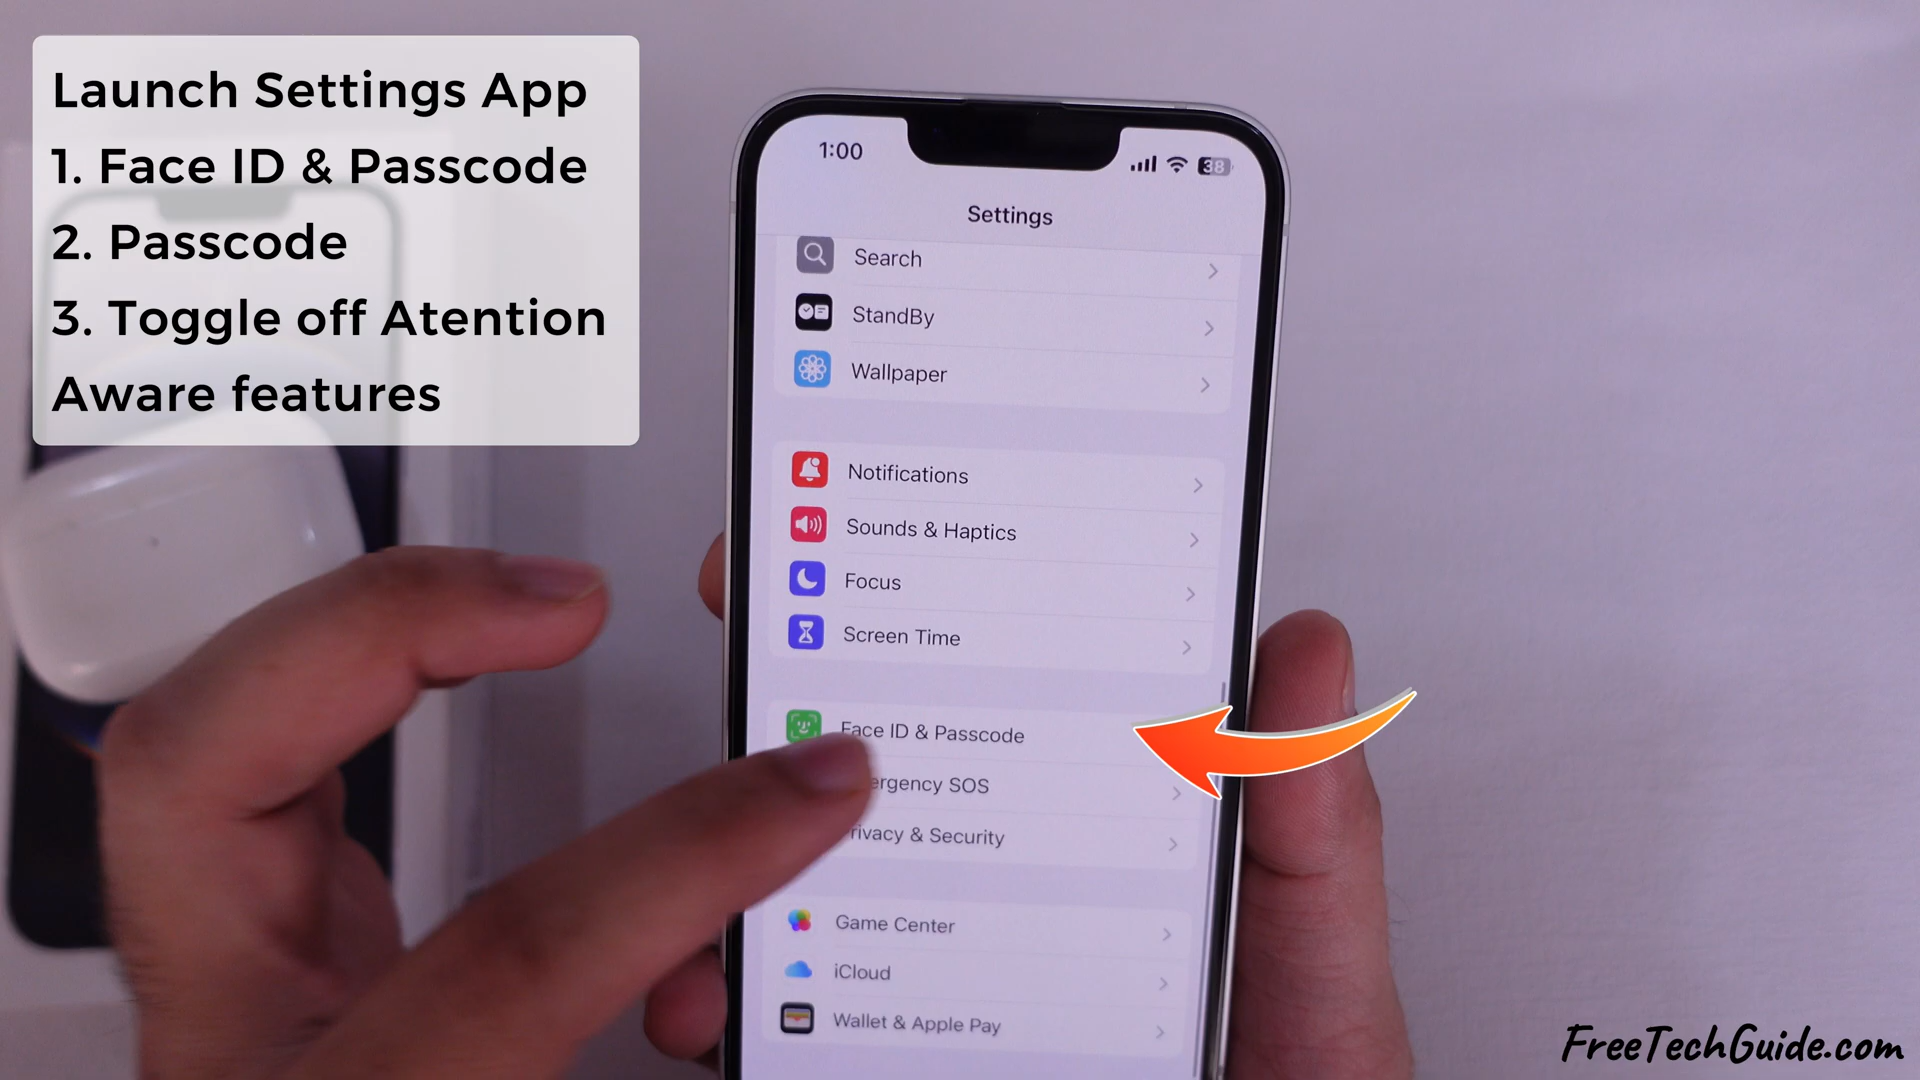 Launch Settings App
1. Face ID & Passcode
2. Passcode
3. Toggle off Atention
Aware features
1:00
38
Settings
Search
StandBy
Wallpaper
Notifications
Sounds & Haptics
Focus
Screen Time
Face ID & Passcode
ergency SOS
rivacy & Security
Game Center
iCloud
Wallet & Apple Pay
FreeTechGuide.com